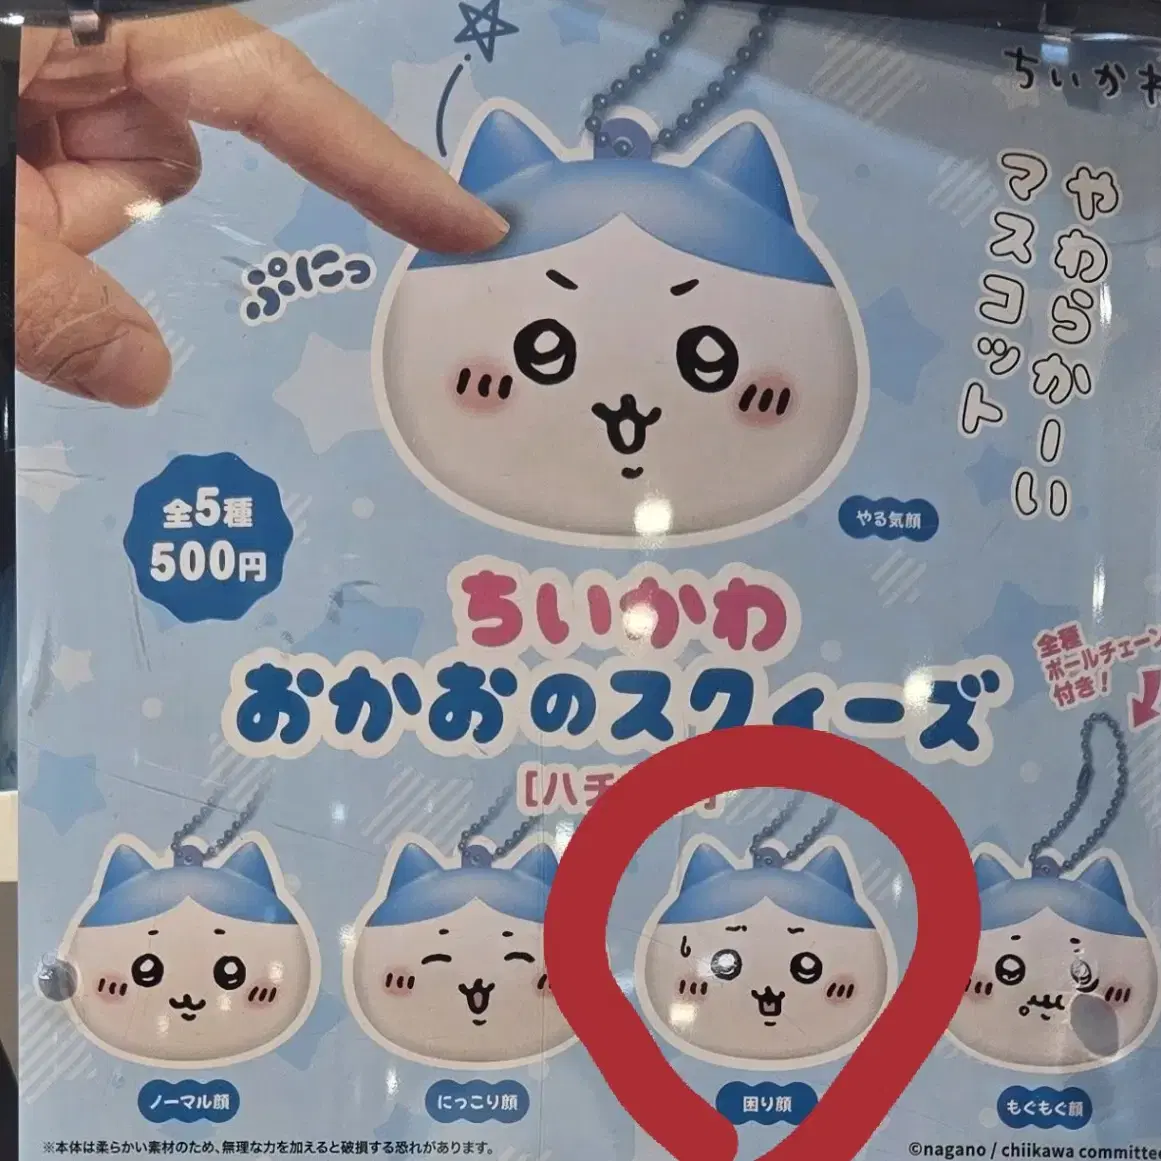 ちいかわ
やわらかーい
マスコット
ぷにっ
全5種
500円
やる気顔
ちいかわ
おかおのスクィーズ
全種
ボールチェーン
付き!
ノーマル顔
にっこり顔
困り顔
もぐもぐ顔
※本体は柔らかい素材のため、無理な力を加えると破損する恐れがあります。
©nagano / chiikawa committee